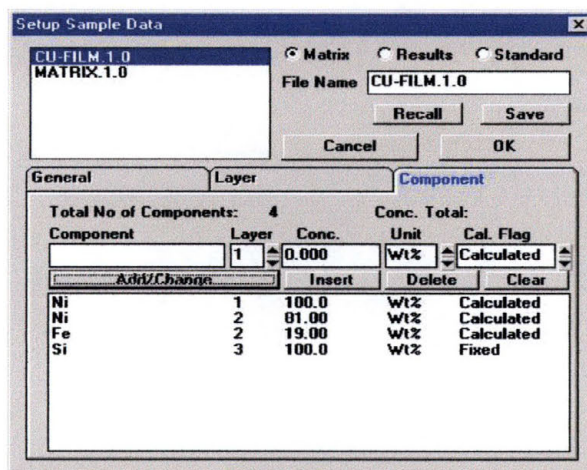 Setup Sample Data
CU-FILM.1.0
MATRIX.1.0
Matrix Results Standard
File Name CU-FILM.1.0
Recall Save
Cancel OK
General Layer Component
Total No of Components: 4 Conc. Total:
Component Layer Conc. Unit Cal. Flag
1 0.000 Wt% Calculated
Add/Change Insert Delete Clear
Ni 1 100.0 Wt% Calculated
Ni 2 81.00 Wt% Calculated
Fe 2 19.00 Wt% Calculated
Si 3 100.0 Wt% Fixed